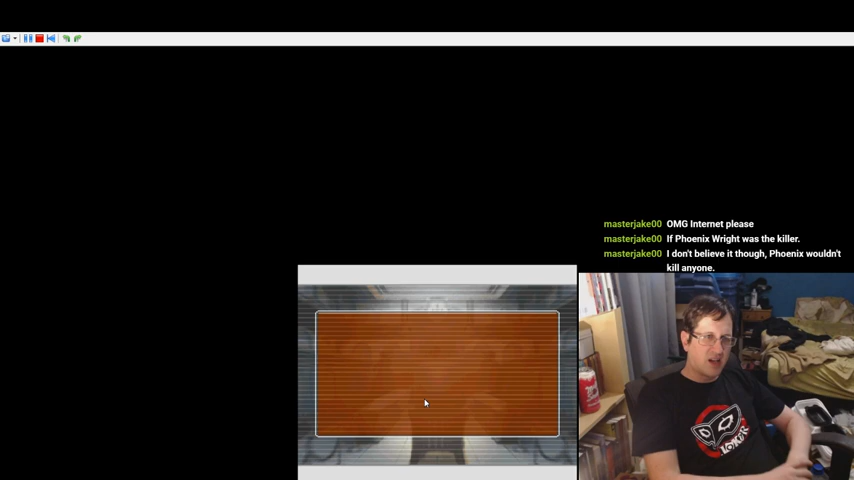 masterjake00 OMG Internet please
masterjake00 If Phoenix Wright was the killer.
masterjake00 I don't believe it though, Phoenix wouldn't
kill anyone.